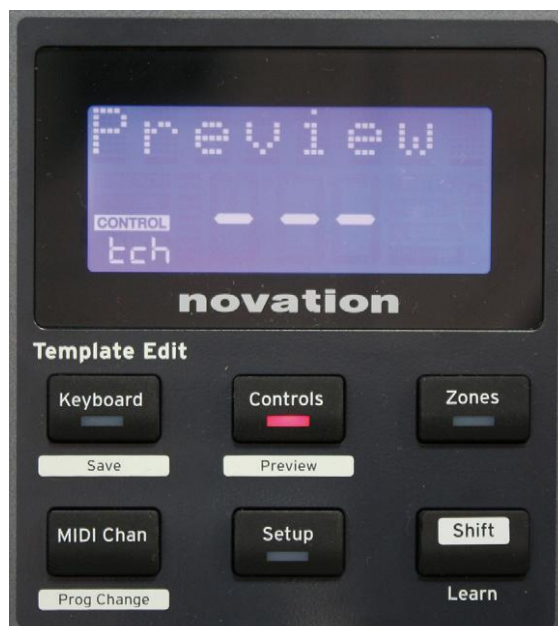 Preview
---
CONTROL
tch
novation
Template Edit
Keyboard Controls Zones
Save Preview
MIDI Chan Setup Shift
Prog Change Learn